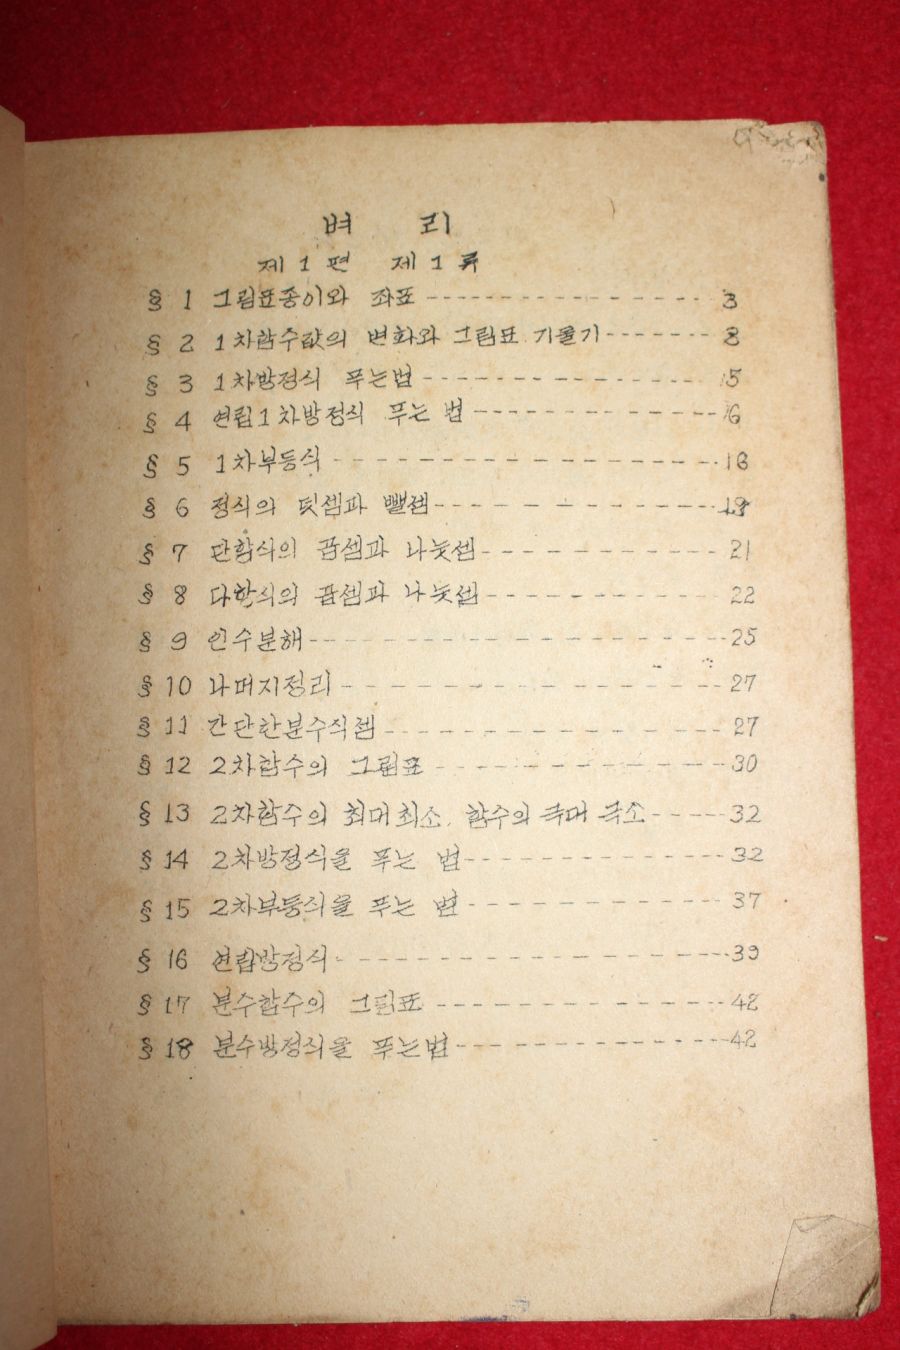 벼리
제1편 제1류
§ 1 그림표종이와 좌표 3
§ 2 1차함수값의 변화와 그림표 기울기 8
§ 3 1차방정식 푸는법 15
§ 4 연립1차방정식 푸는 법 16
§ 5 1차부등식 18
§ 6 정식의 덧셈과 뺄셈 19
§ 7 단항식의 곱셈과 나눗셈 21
§ 8 다항식의 곱셈과 나눗셈 22
§ 9 인수분해 25
§ 10 나머지정리 27
§ 11 간단한분수식셈 27
§ 12 2차함수의 그림표 30
§ 13 2차함수의 최대최소, 함수의 극대 극소 32
§ 14 2차방정식을 푸는 법 32
§ 15 2차부등식을 푸는 법 37
§ 16 연립방정식 39
§ 17 분수함수의 그림표 42
§ 18 분수방정식을 푸는법 42